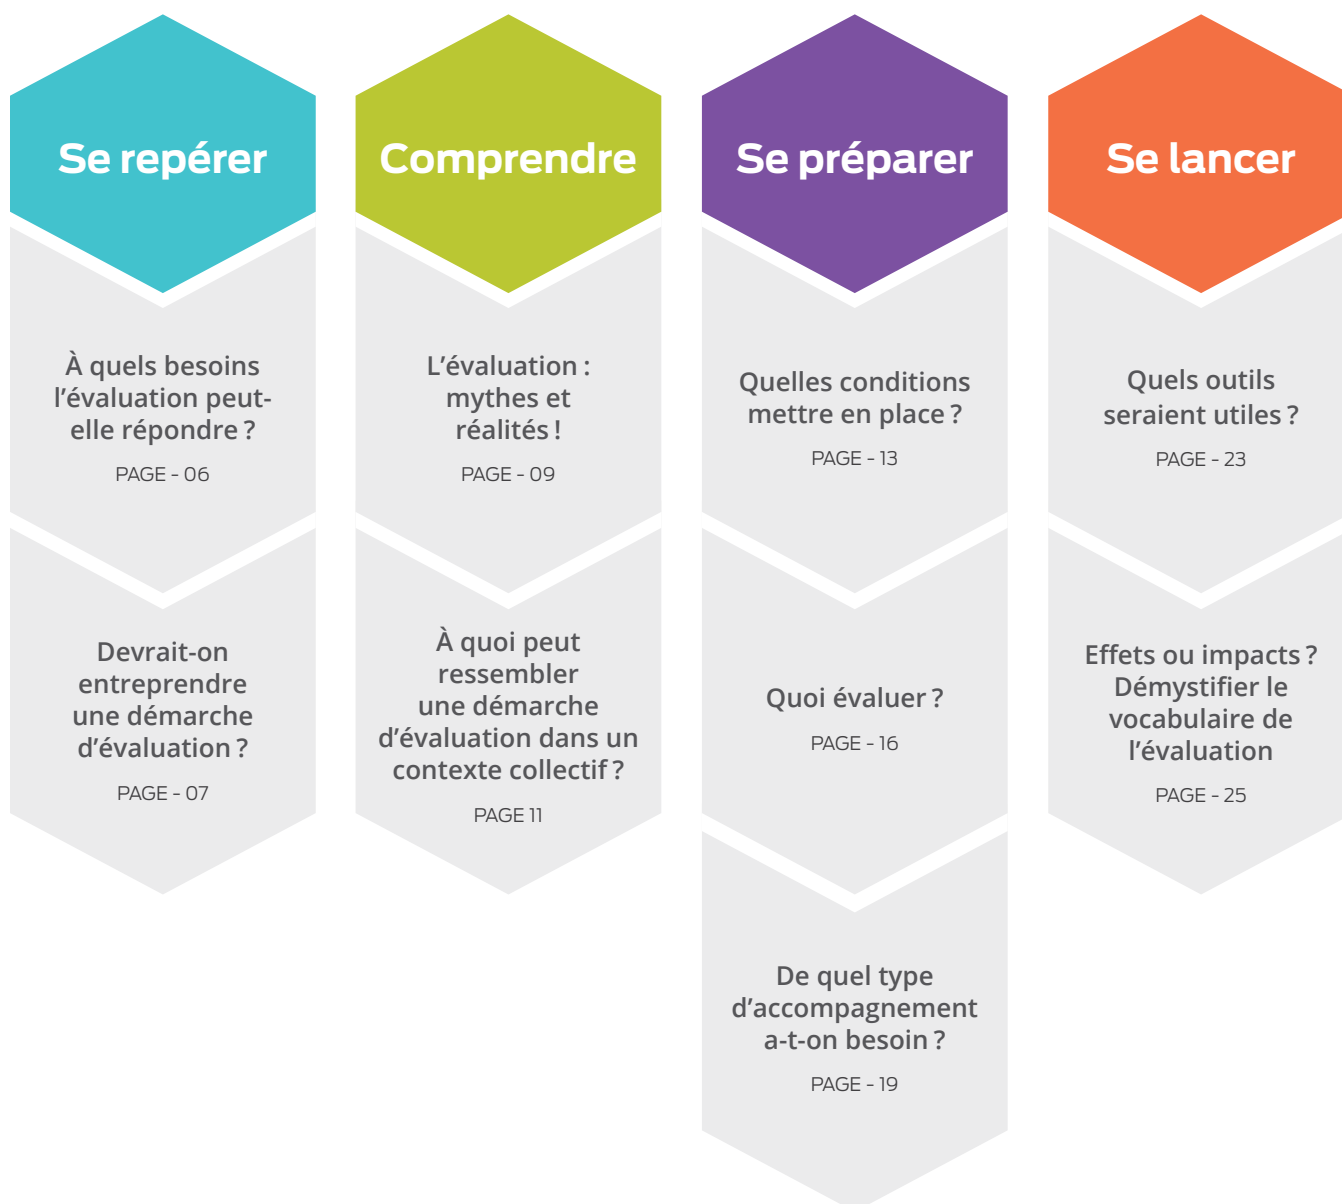 Se repérer
À quels besoins
l’évaluation peut-
elle répondre ?
PAGE - 06
Devrait-on
entreprendre
une démarche
d’évaluation ?
PAGE - 07
Comprendre
L’évaluation :
mythes et
réalités !
PAGE - 09
À quoi peut
ressembler
une démarche
d’évaluation dans un
contexte collectif ?
PAGE 11
Se préparer
Quelles conditions
mettre en place ?
PAGE - 13
Quoi évaluer ?
PAGE - 16
De quel type
d’accompagnement
a-t-on besoin ?
PAGE - 19
Se lancer
Quels outils
seraient utiles ?
PAGE - 23
Effets ou impacts ?
Démystifier le
vocabulaire de
l’évaluation
PAGE - 25